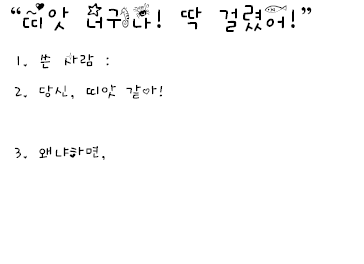 “띠앗 너구나! 딱 걸렸어!”
1. 쓴 사람 :
2. 당신, 띠앗 같아!
3. 왜냐하면,